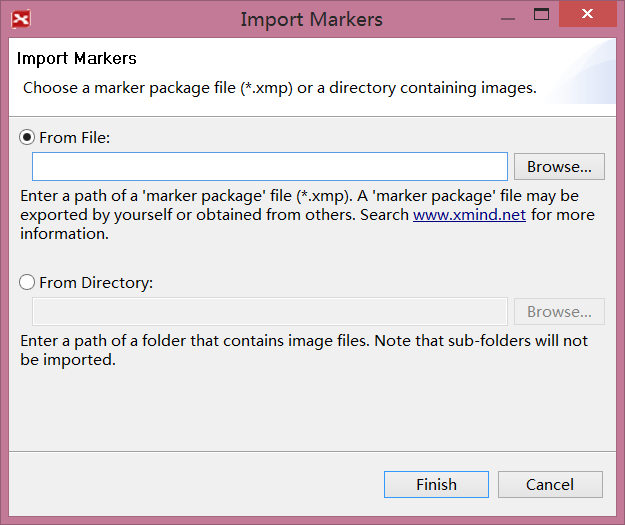 Import Markers
Import Markers
Choose a marker package file (*.xmp) or a directory containing images.
From File:
Browse...
Enter a path of a 'marker package' file (*.xmp). A 'marker package' file may be
exported by yourself or obtained from others. Search www.xmind.net for more
information.
From Directory:
Browse...
Enter a path of a folder that contains image files. Note that sub-folders will not
be imported.
Finish
Cancel